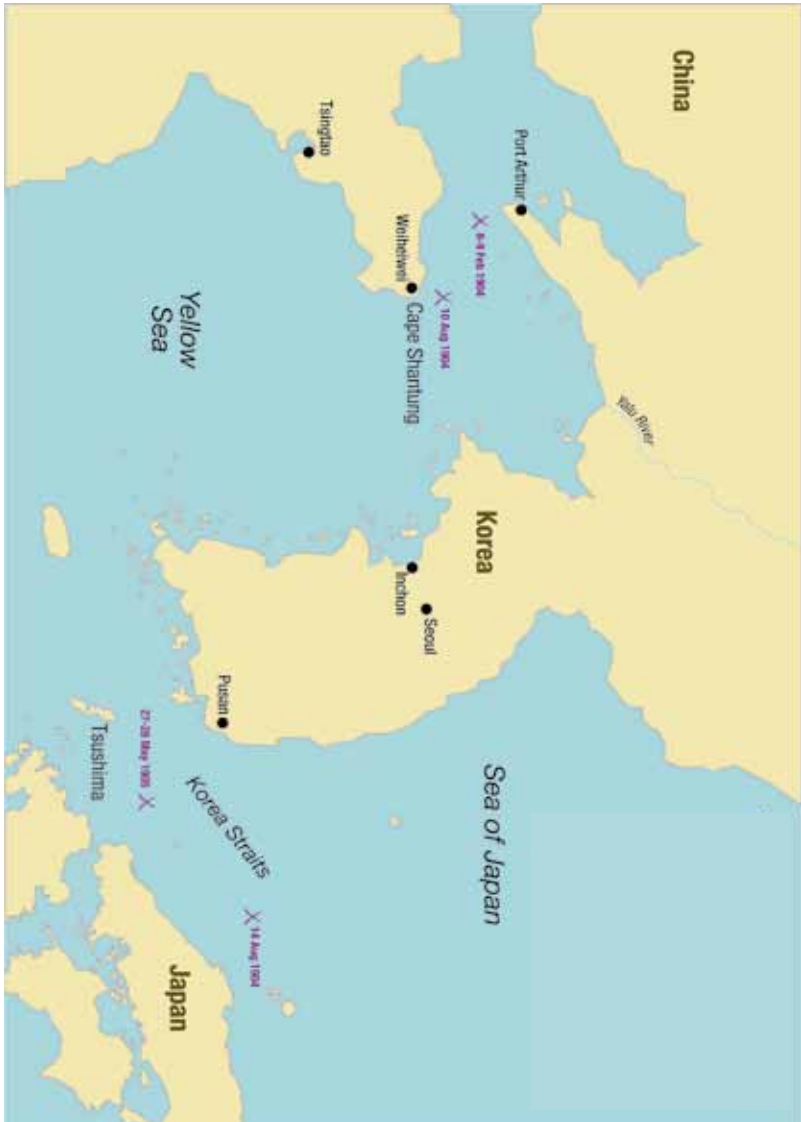 China
Port Arthur
8-9 Feb 1904
Tsingtao
Weiheiwei
10 Aug 1904
Cape Shantung
Yalu River
Yellow
Sea
Korea
Inchon
Seoul
Pusan
Sea of Japan
27-28 May 1905
Tsushima
Korea Straits
14 Aug 1904
Japan